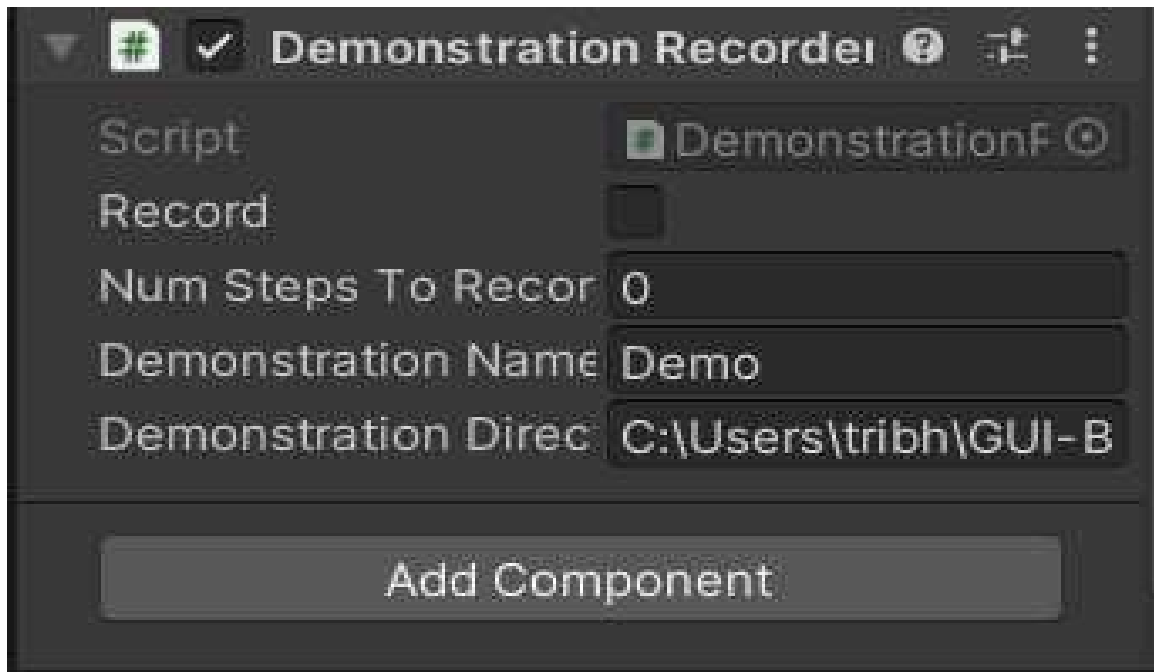 # Demonstration Recorder
Script # DemonstrationR
Record
Num Steps To Recor 0
Demonstration Name Demo
Demonstration Direc C:\Users\tribh\GUI-B
Add Component